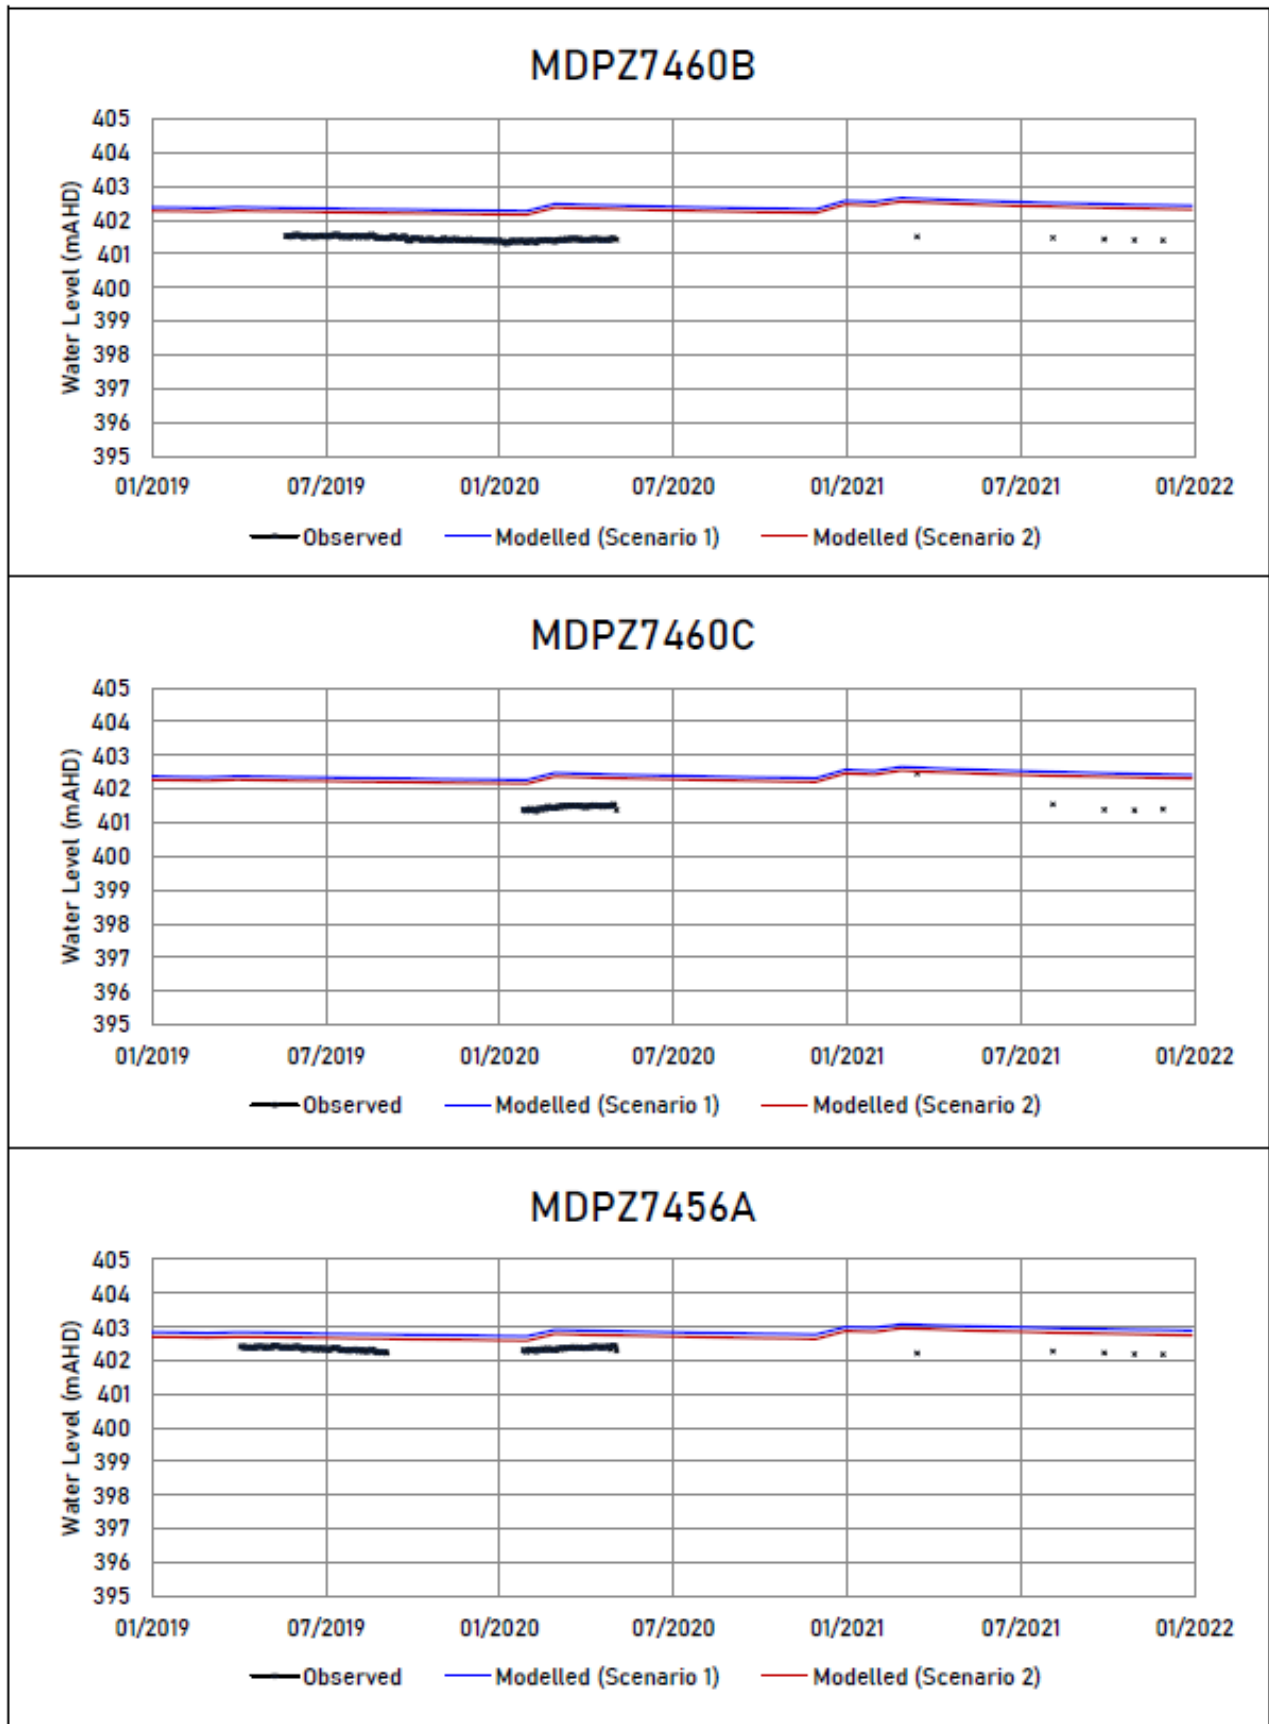 MDPZ7460B
Water Level (mAHD)
405
404
403
402
401
400
399
398
397
396
395
01/2019 07/2019 01/2020 07/2020 01/2021 07/2021 01/2022
Observed Modelled (Scenario 1) Modelled (Scenario 2)
MDPZ7460C
Water Level (mAHD)
405
404
403
402
401
400
399
398
397
396
395
01/2019 07/2019 01/2020 07/2020 01/2021 07/2021 01/2022
Observed Modelled (Scenario 1) Modelled (Scenario 2)
MDPZ7456A
Water Level (mAHD)
405
404
403
402
401
400
399
398
397
396
395
01/2019 07/2019 01/2020 07/2020 01/2021 07/2021 01/2022
Observed Modelled (Scenario 1) Modelled (Scenario 2)